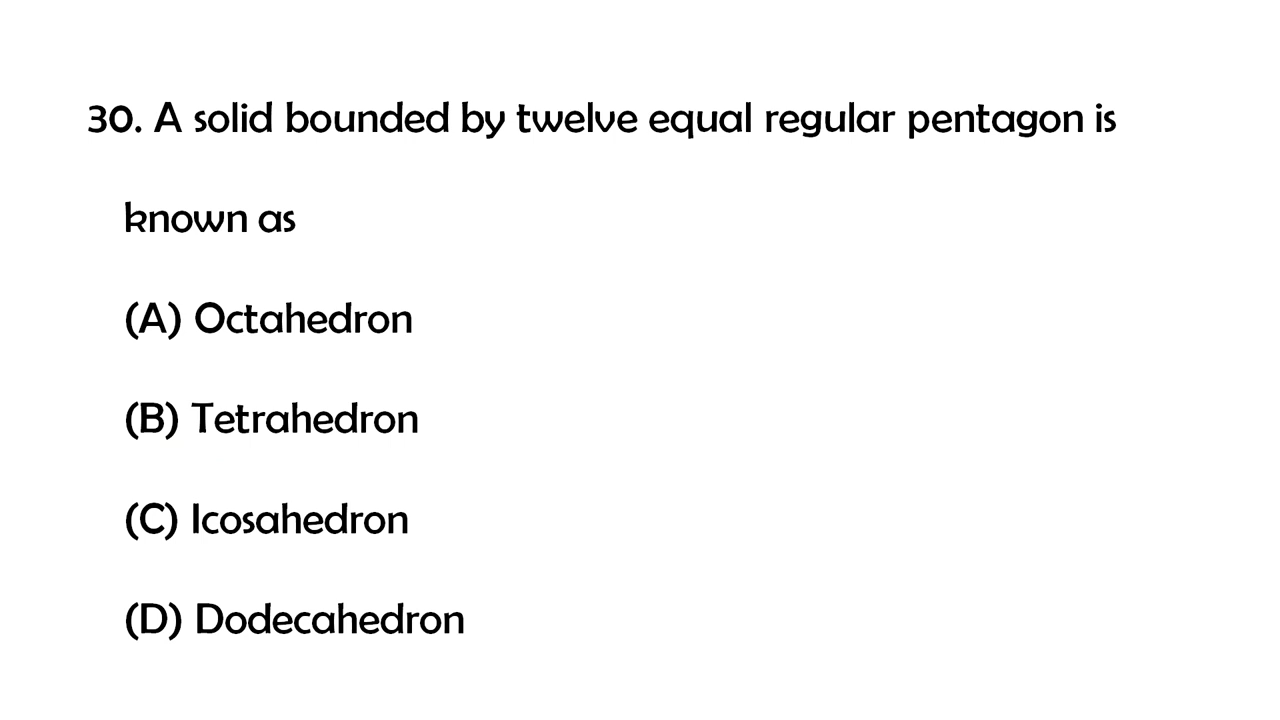 30. A solid bounded by twelve equal regular pentagon is
known as
(A) Octahedron
(B) Tetrahedron
(C) Icosahedron
(D) Dodecahedron